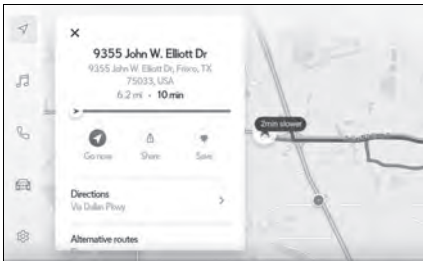 9355 John W. Elliott Dr
9355 John W. Elliott Dr, Frisco, TX
75033, USA
6.2 mi • 10 min
Go now
Share
Save
2min slower
Directions
Via Dallas Pkwy
Alternative routes